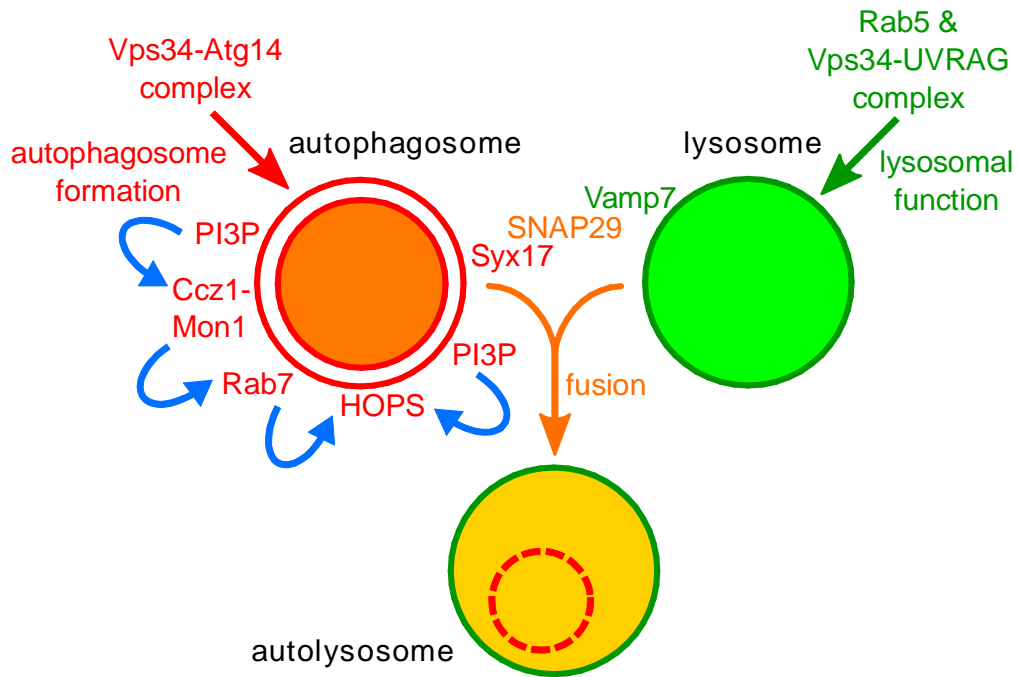 Vps34-Atg14
complex
Rab5 &
Vps34-UVRAG
complex
autophagosome
lysosome
autophagosome
formation
lysosomal
function
Vamp7
SNAP29
Syx17
PI3P
Ccz1-
Mon1
PI3P
Rab7
HOPS
fusion
autolysosome